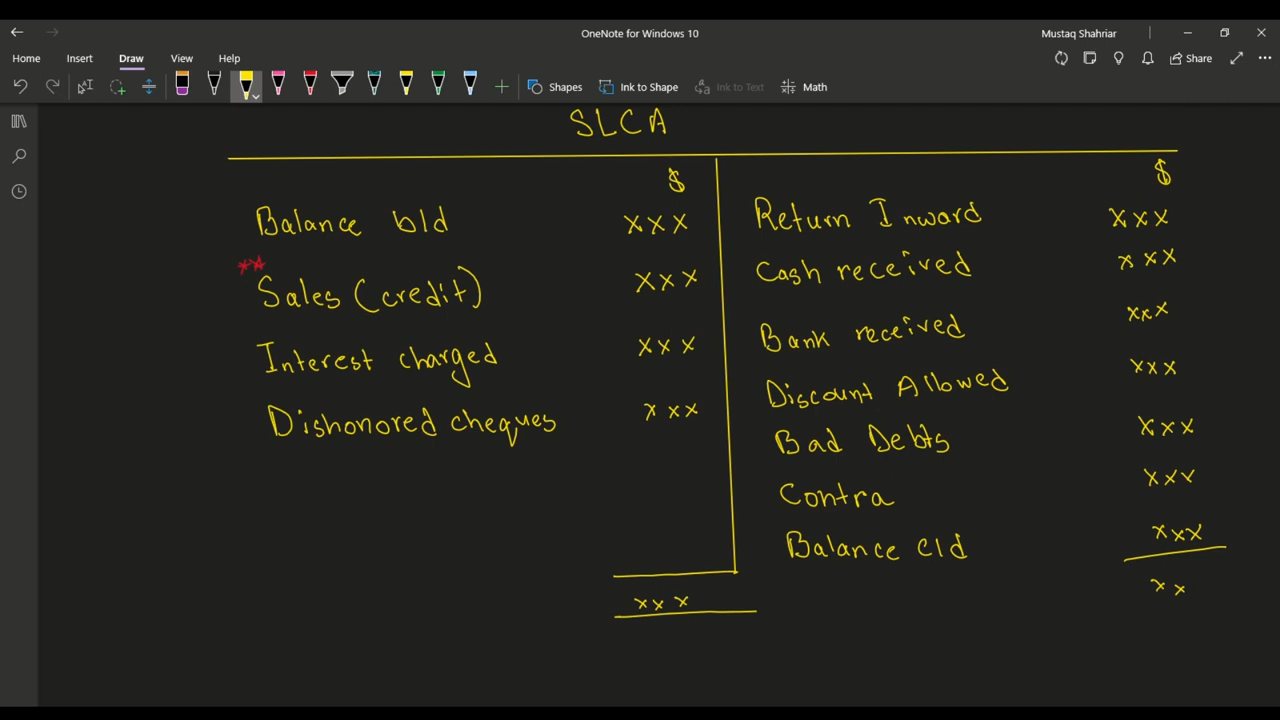 OneNote for Windows 10
Mustaq Shahriar
Home Insert Draw View Help
Share
Shapes
Ink to Shape
Ink to Text
Math
SLCA
$ $
Balance b/d xxx Return Inward xxx
** Sales (credit) xxx Cash received xxx
Interest charged xxx Bank received xxx
Dishonored cheques xxx Discount Allowed xxx
Bad Debts xxx
Contra xxx
Balance c/d xxx
xxx xx